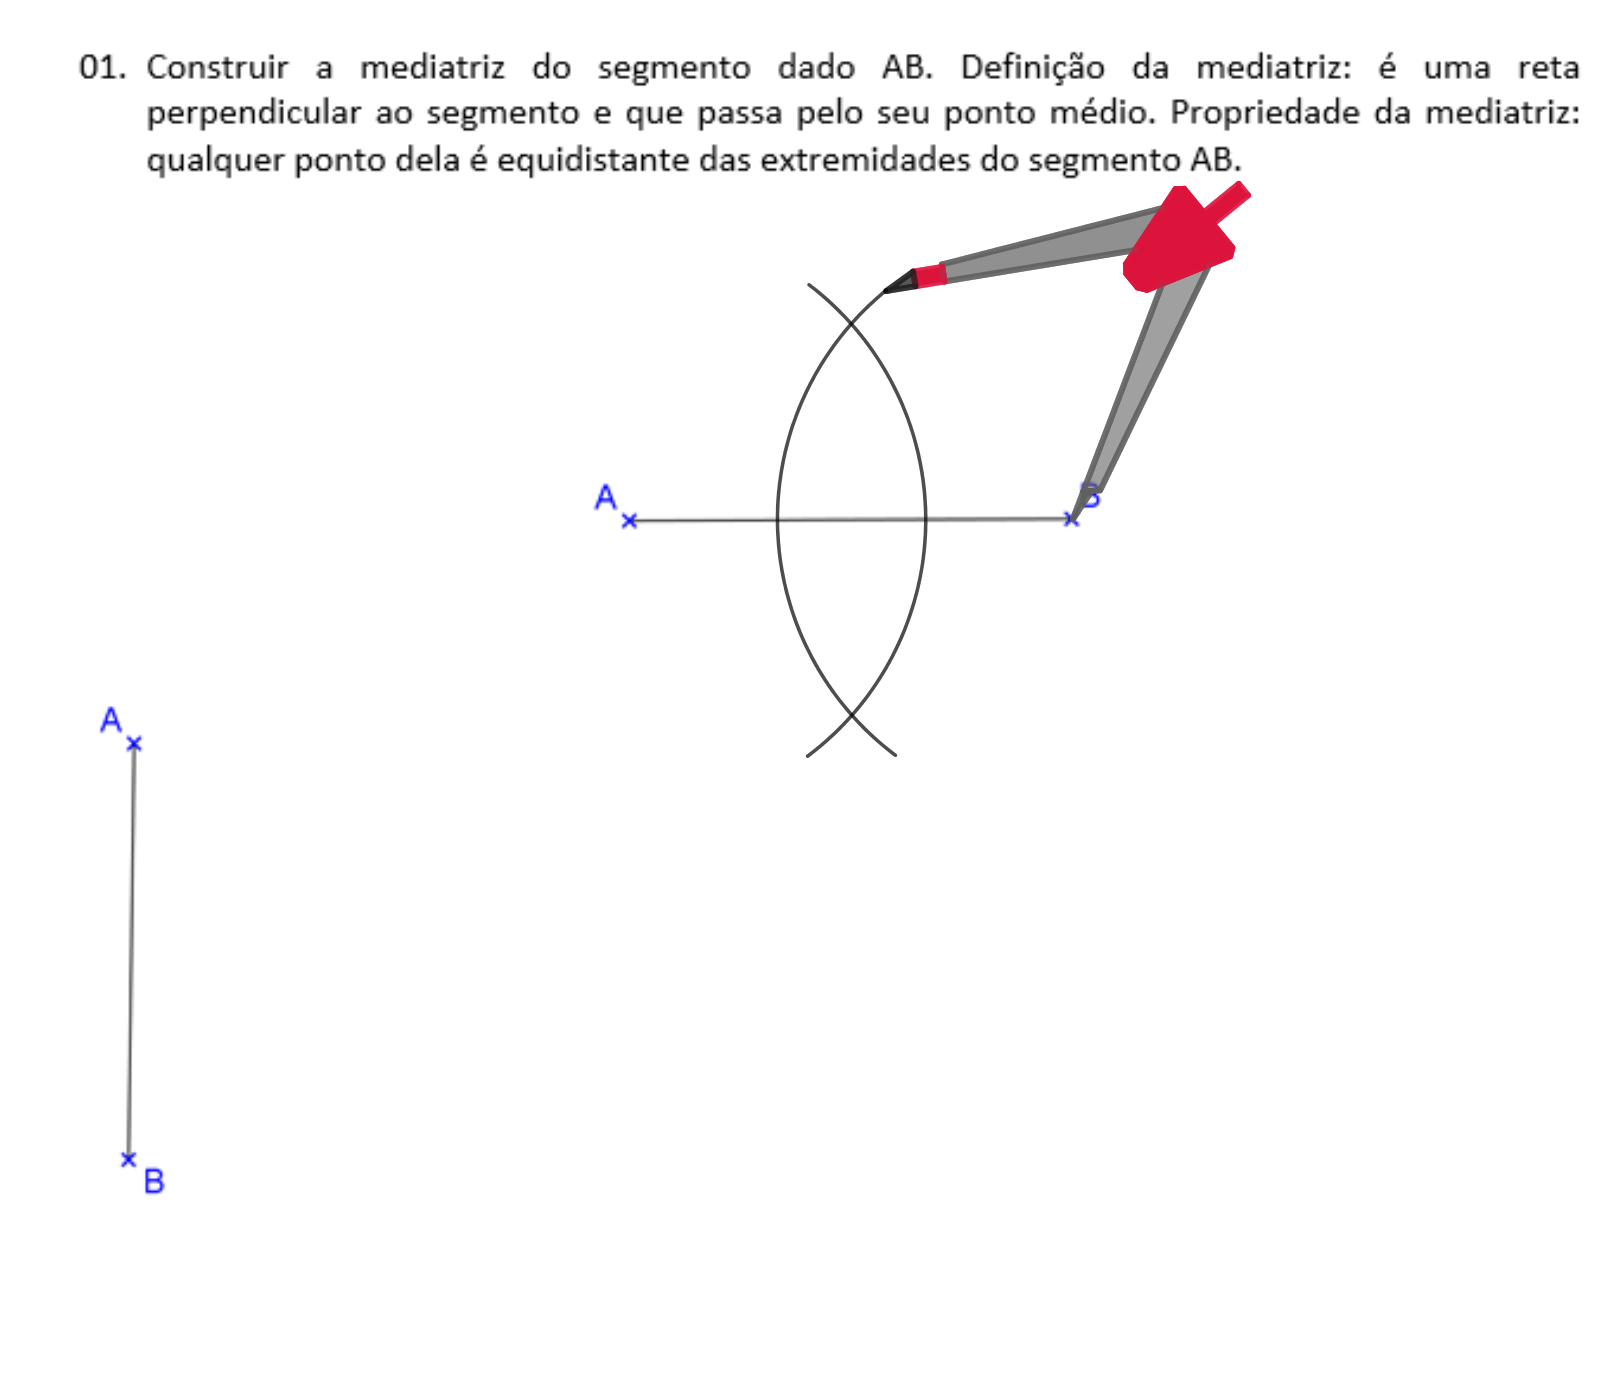 01. Construir a mediatriz do segmento dado AB. Definição da mediatriz: é uma reta
perpendicular ao segmento e que passa pelo seu ponto médio. Propriedade da mediatriz:
qualquer ponto dela é equidistante das extremidades do segmento AB.
A
B
A
B